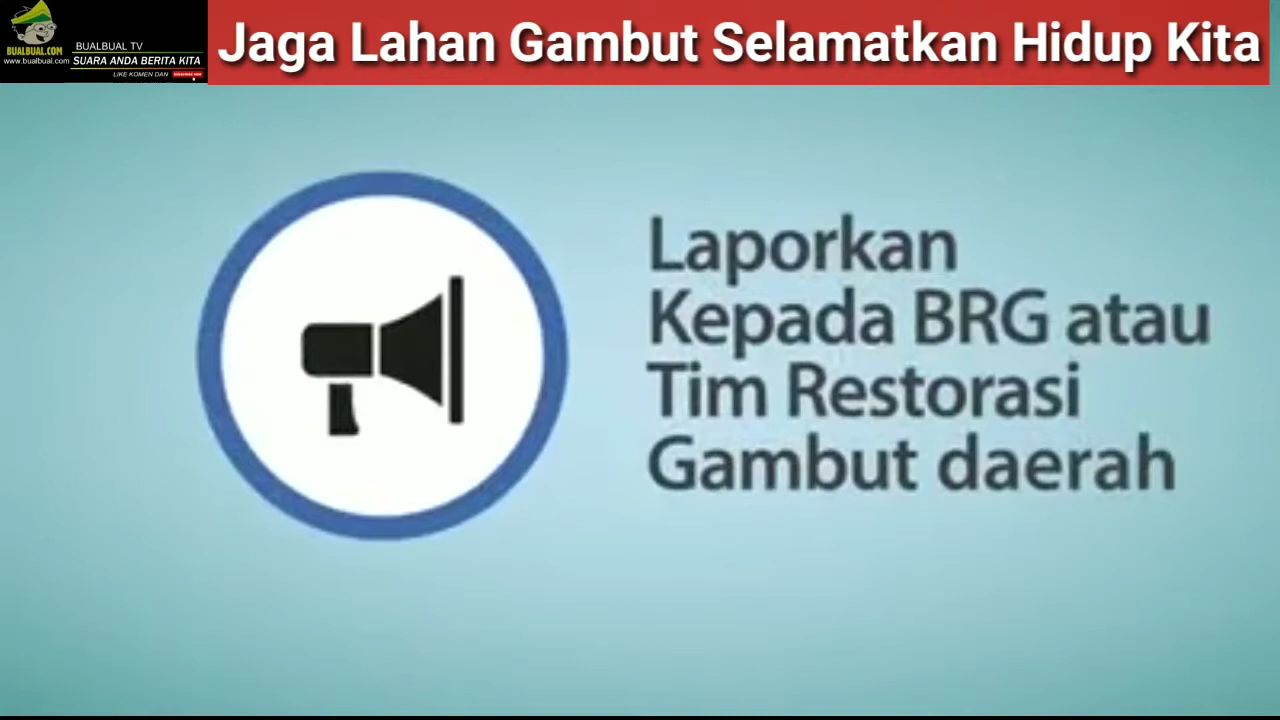 Jaga Lahan Gambut Selamatkan Hidup Kita
BUALBUAL TV
BUALBUAL.COM
www.bualbual.com
SUARA ANDA BERITA KITA
LIKE KOMEN DAN
Laporkan
Kepada BRG atau
Tim Restorasi
Gambut daerah